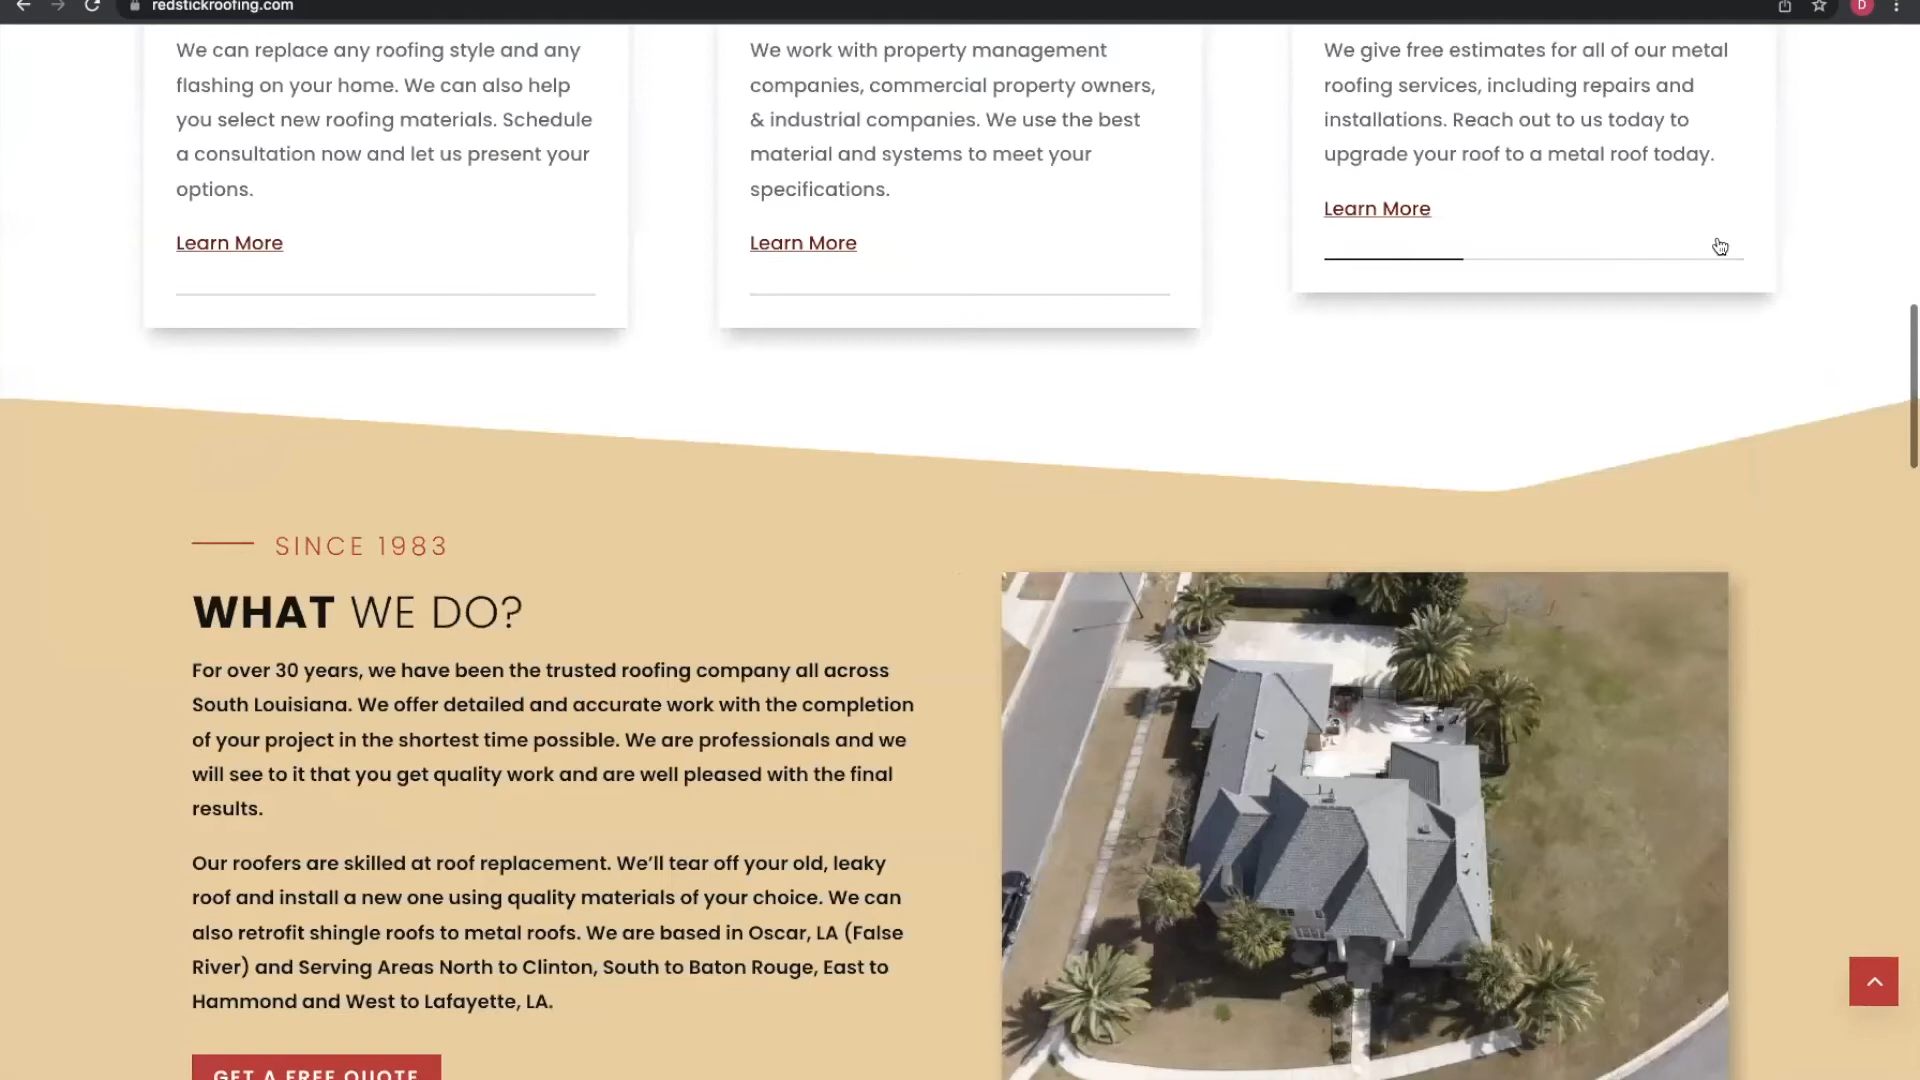 redstickroofing.com
D
We can replace any roofing style and any
flashing on your home. We can also help
you select new roofing materials. Schedule
a consultation now and let us present your
options.
Learn More
We work with property management
companies, commercial property owners,
& industrial companies. We use the best
material and systems to meet your
specifications.
Learn More
We give free estimates for all of our metal
roofing services, including repairs and
installations. Reach out to us today to
upgrade your roof to a metal roof today.
Learn More
SINCE 1983
WHAT WE DO?
For over 30 years, we have been the trusted roofing company all across
South Louisiana. We offer detailed and accurate work with the completion
of your project in the shortest time possible. We are professionals and we
will see to it that you get quality work and are well pleased with the final
results.
Our roofers are skilled at roof replacement. We’ll tear off your old, leaky
roof and install a new one using quality materials of your choice. We can
also retrofit shingle roofs to metal roofs. We are based in Oscar, LA (False
River) and Serving Areas North to Clinton, South to Baton Rouge, East to
Hammond and West to Lafayette, LA.
GET A FREE QUOTE